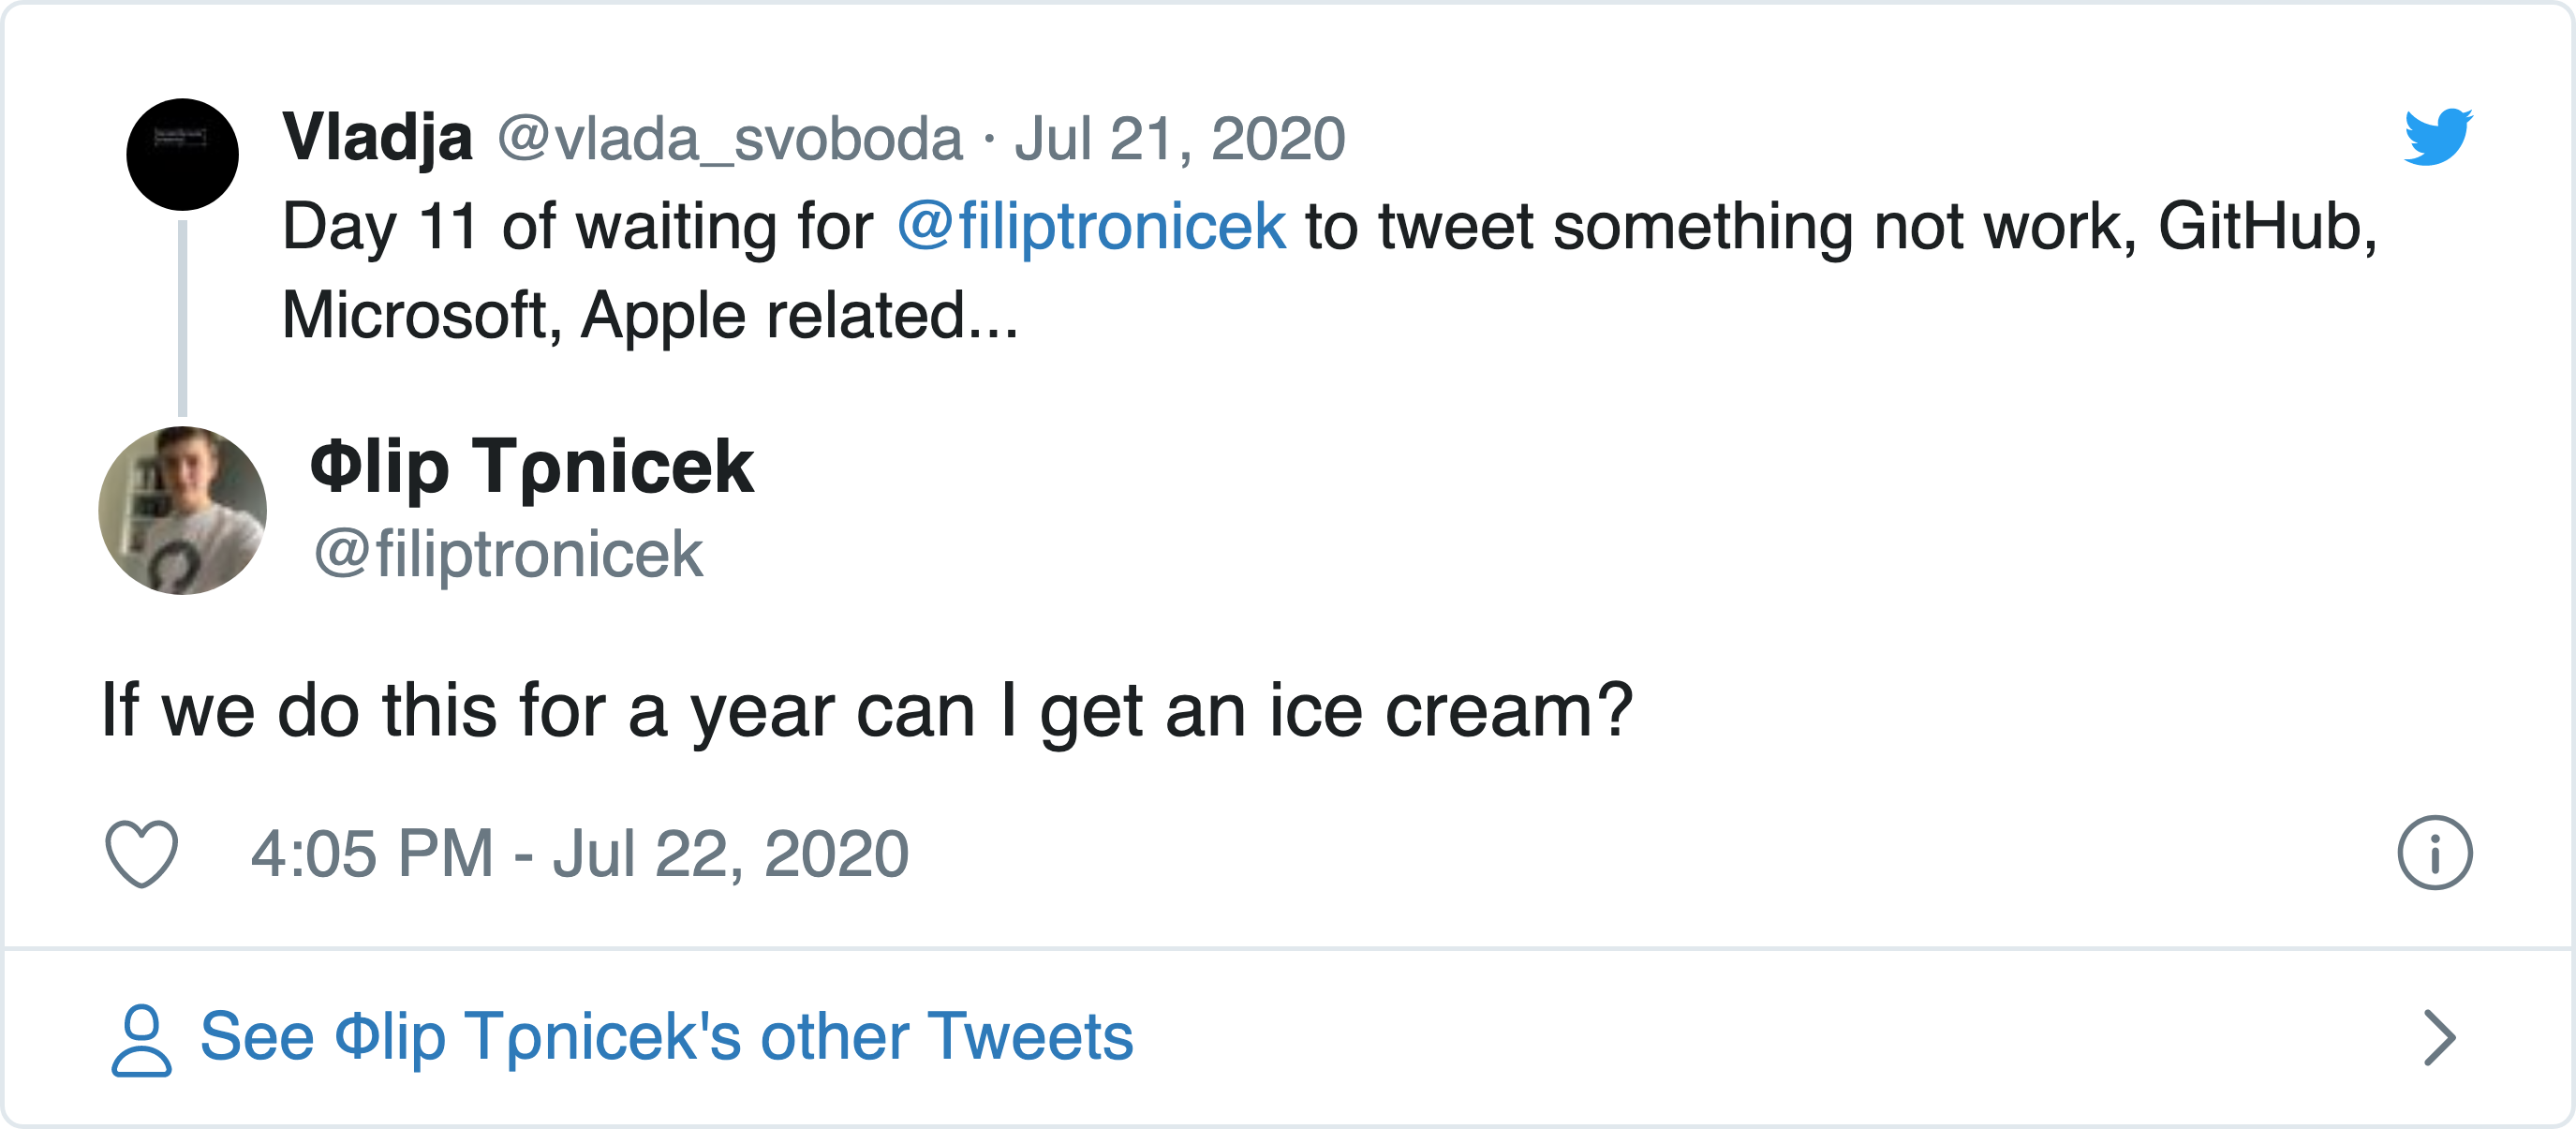 Vladja @vlada_svoboda · Jul 21, 2020
Day 11 of waiting for @filiptronicek to tweet something not work, GitHub,
Microsoft, Apple related...
Φlip Tρnicek
@filiptronicek
If we do this for a year can I get an ice cream?
4:05 PM - Jul 22, 2020
See Φlip Tρnicek's other Tweets